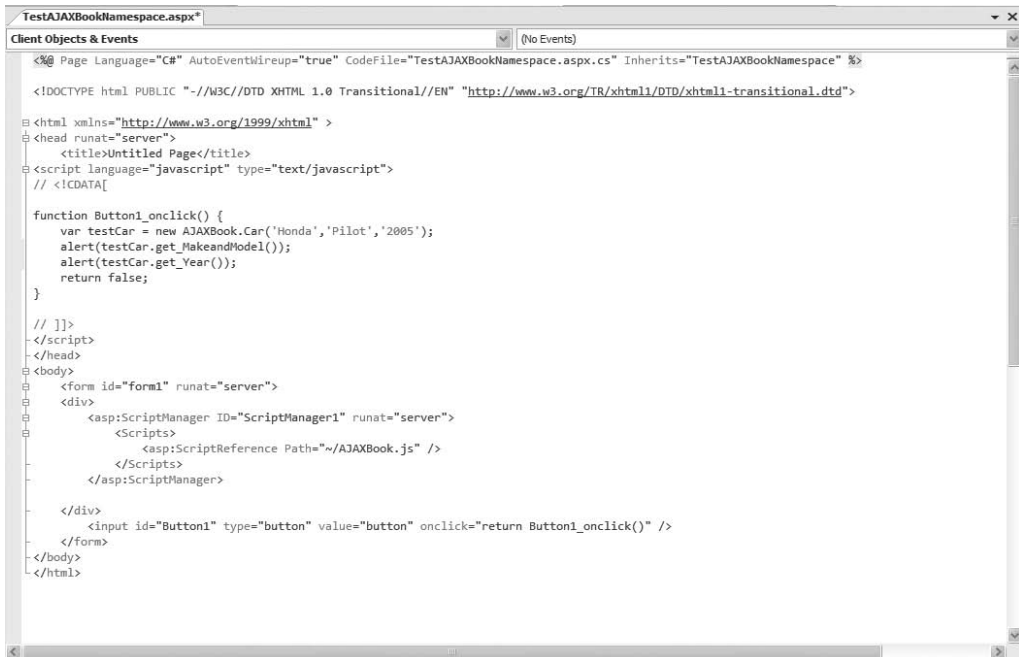 TestAJAXBookNamespace.aspx*
Client Objects & Events
(No Events)
<%@ Page Language="C#" AutoEventWireup="true" CodeFile="TestAJAXBookNamespace.aspx.cs" Inherits="TestAJAXBookNamespace" %>
<!DOCTYPE html PUBLIC "-//W3C//DTD XHTML 1.0 Transitional//EN" "http://www.w3.org/TR/xhtml1/DTD/xhtml1-transitional.dtd">
<html xmlns="http://www.w3.org/1999/xhtml" >
<head runat="server">
<title>Untitled Page</title>
<script language="javascript" type="text/javascript">
// <!CDATA[
function Button1_onclick() {
var testCar = new AJAXBook.Car('Honda','Pilot','2005');
alert(testCar.get_MakeandModel());
alert(testCar.get_Year());
return false;
}
// ]]>
</script>
</head>
<body>
<form id="form1" runat="server">
<div>
<asp:ScriptManager ID="ScriptManager1" runat="server">
<Scripts>
<asp:ScriptReference Path="~/AJAXBook.js" />
</Scripts>
</asp:ScriptManager>
</div>
<input id="Button1" type="button" value="button" onclick="return Button1_onclick()" />
</form>
</body>
</html>